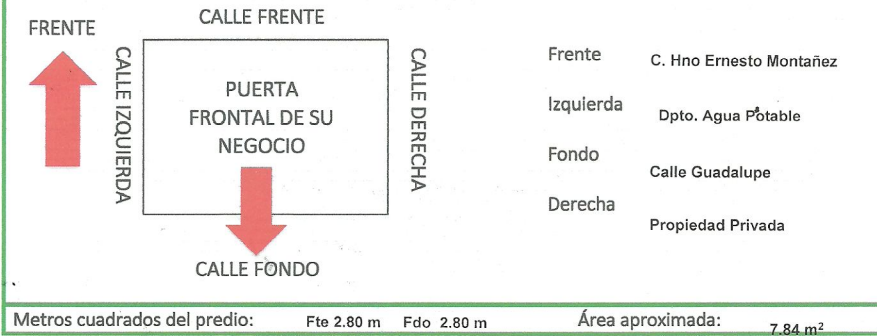 CALLE FRENTE
FRENTE
CALLE IZQUIERDA
PUERTA
FRONTAL DE SU
NEGOCIO
CALLE DERECHA
CALLE FONDO
Frente C. Hno Ernesto Montañez
Izquierda Dpto. Agua Potable
Fondo Calle Guadalupe
Derecha Propiedad Privada
Metros cuadrados del predio: Fte 2.80 m Fdo 2.80 m Área aproximada: 7.84 m²